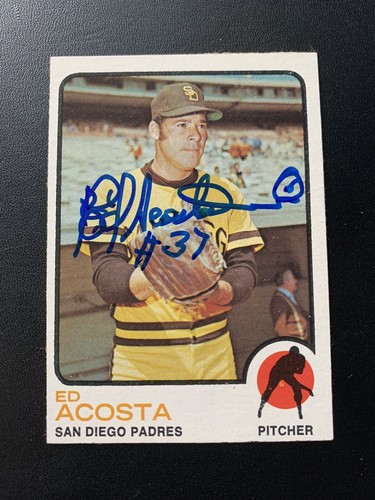 SD
Ed Acosta
#37
ED
ACOSTA
SAN DIEGO PADRES
PITCHER